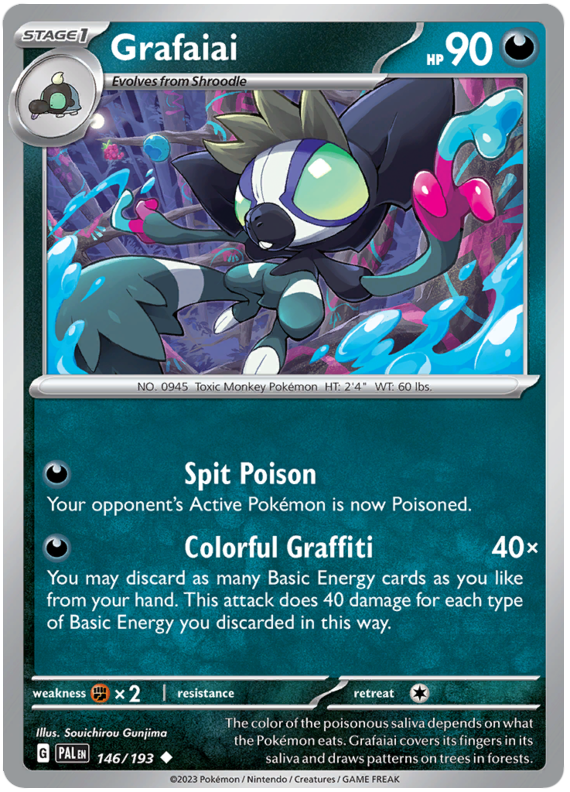 STAGE1
Grafaiai
HP 90
Evolves from Shroodle
NO. 0945 Toxic Monkey Pokémon HT: 2'4" WT: 60 lbs.
Spit Poison
Your opponent's Active Pokémon is now Poisoned.
Colorful Graffiti 40×
You may discard as many Basic Energy cards as you like
from your hand. This attack does 40 damage for each type
of Basic Energy you discarded in this way.
weakness ×2 resistance retreat
Illus. Souichirou Gunjima
G PAL EN 146/193
The color of the poisonous saliva depends on what
the Pokémon eats. Grafaiai covers its fingers in its
saliva and draws patterns on trees in forests.
©2023 Pokémon / Nintendo / Creatures / GAME FREAK